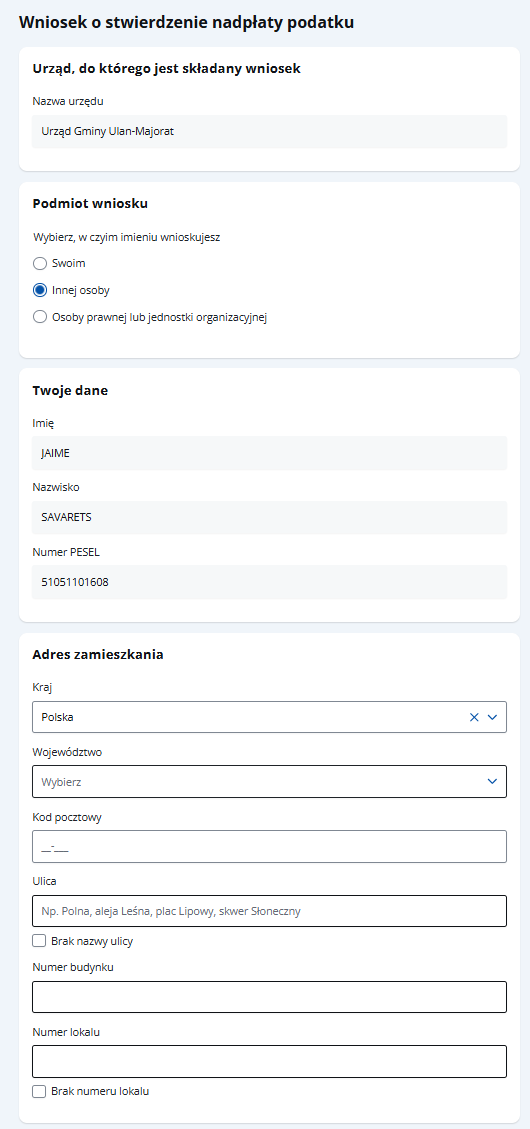 Wniosek o stwierdzenie nadpłaty podatku
Urząd, do którego jest składany wniosek
Nazwa urzędu
Urząd Gminy Ulan-Majorat
Podmiot wniosku
Wybierz, w czyim imieniu wnioskujesz
Swoim
Innej osoby
Osoby prawnej lub jednostki organizacyjnej
Twoje dane
Imię
JAIME
Nazwisko
SAVARETS
Numer PESEL
51051101608
Adres zamieszkania
Kraj
Polska
Województwo
Wybierz
Kod pocztowy
__-___
Ulica
Np. Polna, aleja Leśna, plac Lipowy, skwer Słoneczny
Brak nazwy ulicy
Numer budynku
Numer lokalu
Brak numeru lokalu